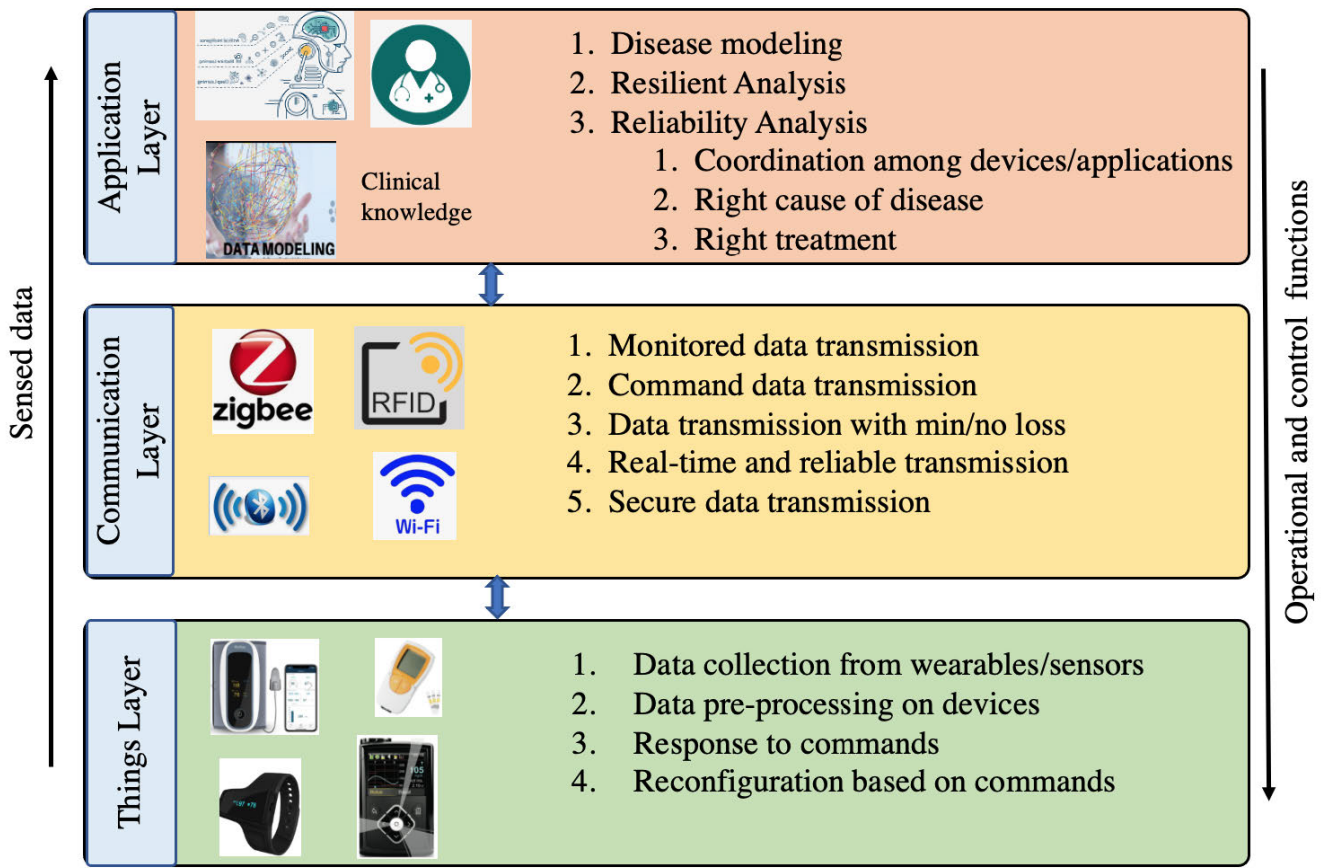 Sensed data
Application
Layer
DATA MODELING
Clinical
knowledge
1. Disease modeling
2. Resilient Analysis
3. Reliability Analysis
1. Coordination among devices/applications
2. Right cause of disease
3. Right treatment
Communication
Layer
zigbee
RFID
Wi-Fi
1. Monitored data transmission
2. Command data transmission
3. Data transmission with min/no loss
4. Real-time and reliable transmission
5. Secure data transmission
Things Layer
105
1. Data collection from wearables/sensors
2. Data pre-processing on devices
3. Response to commands
4. Reconfiguration based on commands
Operational and control functions